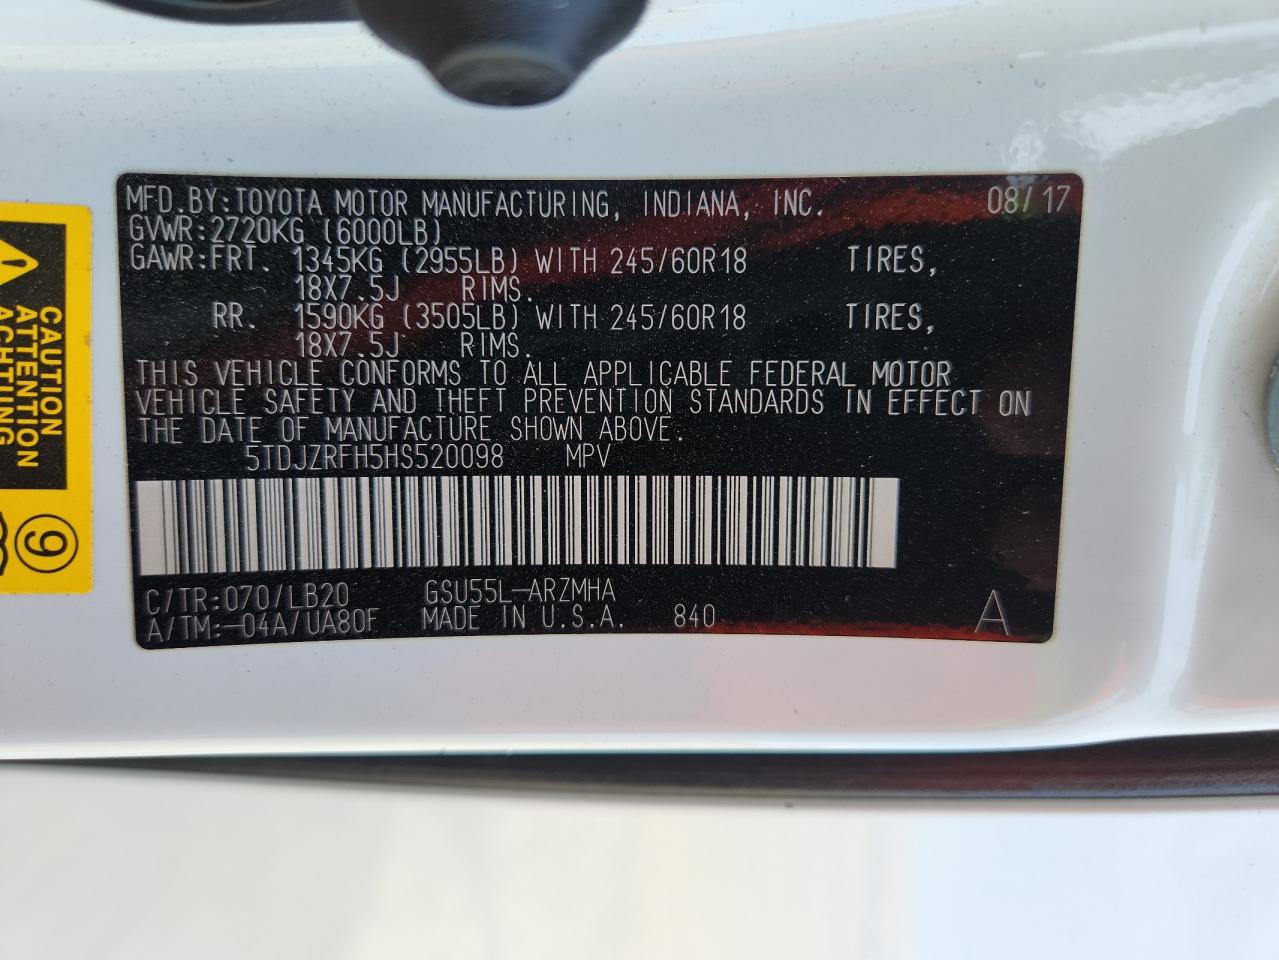 MFD.BY:TOYOTA MOTOR MANUFACTURING, INDIANA, INC. 08/17
GVWR:2720KG (6000LB)
GAWR:FRT. 1345KG (2955LB) WITH 245/60R18 TIRES,
18X7.5J RIMS.
RR. 1590KG (3505LB) WITH 245/60R18 TIRES,
18X7.5J RIMS.
THIS VEHICLE CONFORMS TO ALL APPLICABLE FEDERAL MOTOR
VEHICLE SAFETY AND THEFT PREVENTION STANDARDS IN EFFECT ON
THE DATE OF MANUFACTURE SHOWN ABOVE.
5TDJZRFH5HS520098 MPV
C/TR:070/LB20 GSU55L-ARZMHA
A/TM:-04A/UA80F MADE IN U.S.A. 840 A
CAUTION
ATTENTION
ACHTUNG
9